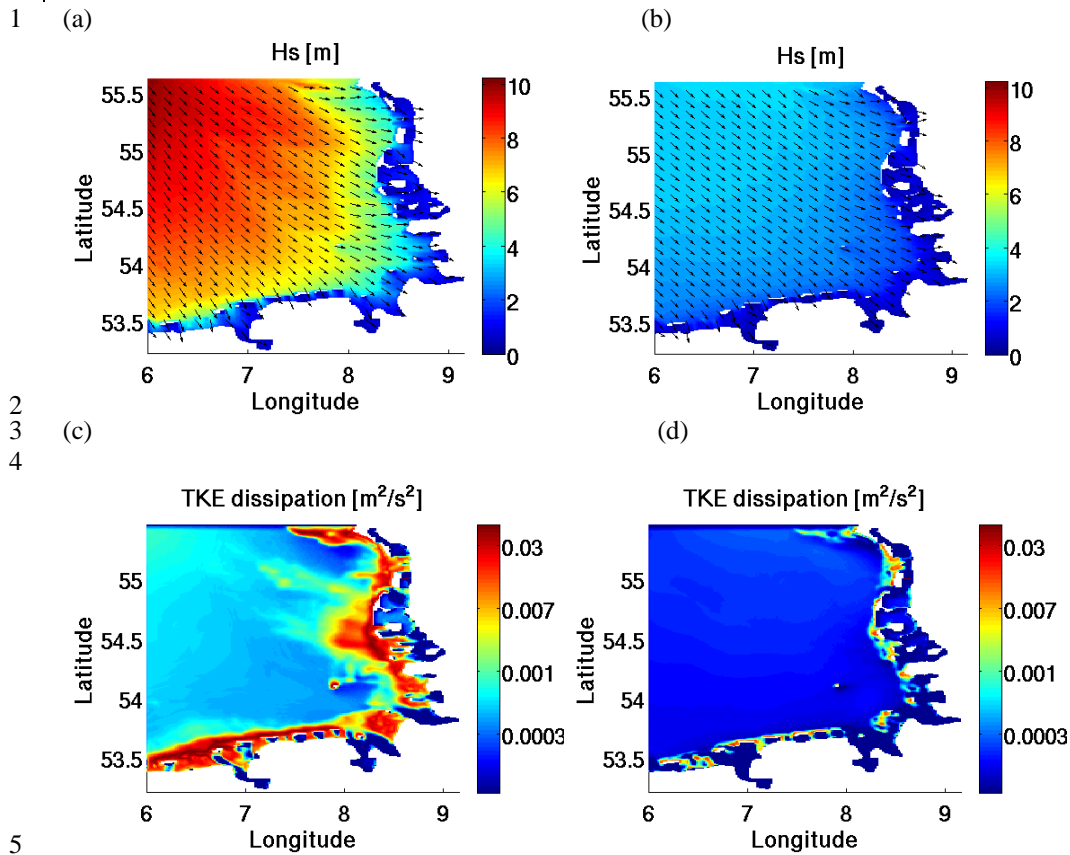 1 (a) (b)
Hs [m] Hs [m]
55.5 10 55.5 10
55 8 55 8
54.5 6 54.5 6
Latitude Latitude
54 4 54 4
53.5 2 53.5 2
0 0
6 7 8 9 6 7 8 9
Longitude Longitude
2
3 (c) (d)
4
TKE dissipation [m²/s²] TKE dissipation [m²/s²]
0.03 0.03
55 55
0.007 0.007
54.5 54.5
Latitude 0.001 Latitude 0.001
54 54
0.0003 0.0003
53.5 53.5
6 7 8 9 6 7 8 9
Longitude Longitude
5